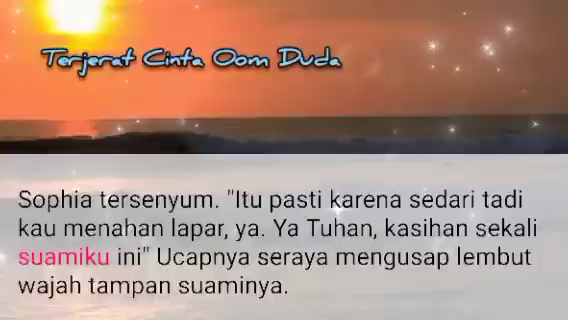 Terjerat Cinta Oom Duda
Sophia tersenyum. "Itu pasti karena sedari tadi
kau menahan lapar, ya. Ya Tuhan, kasihan sekali
suamiku ini" Ucapnya seraya mengusap lembut
wajah tampan suaminya.